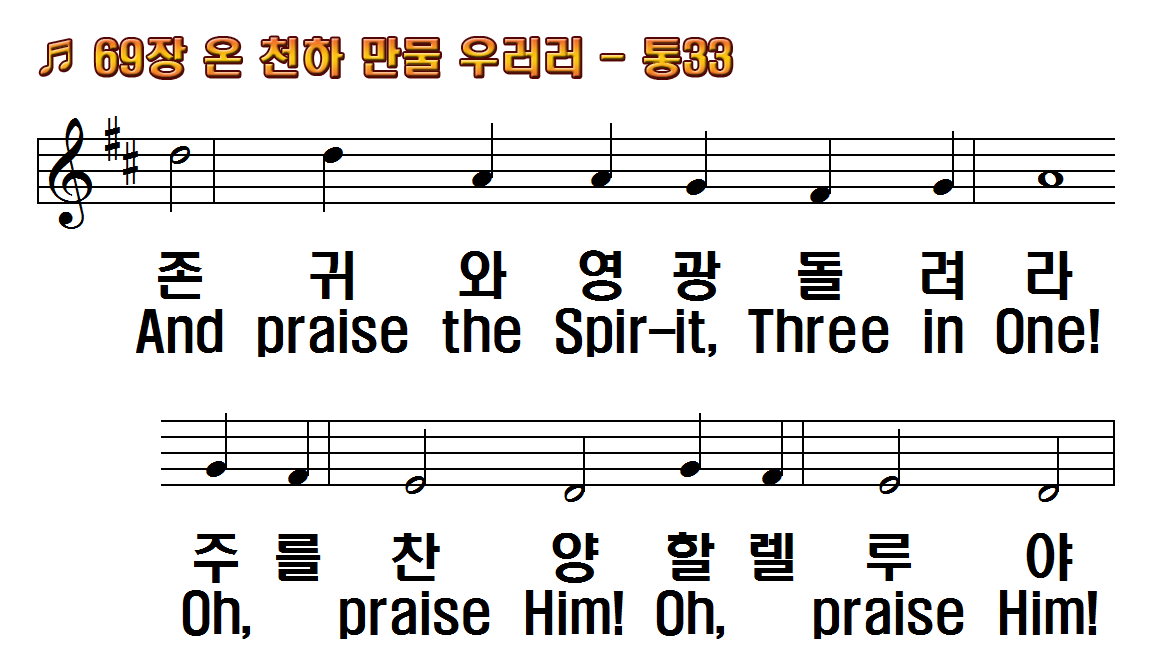 ♬ 69장 온 천하 만물 우러러 - 통33
존 귀 와 영 광 돌 려 라
And praise the Spir-it, Three in One!
주 를 찬 양 할 렐 루 야
Oh, praise Him! Oh, praise Him!